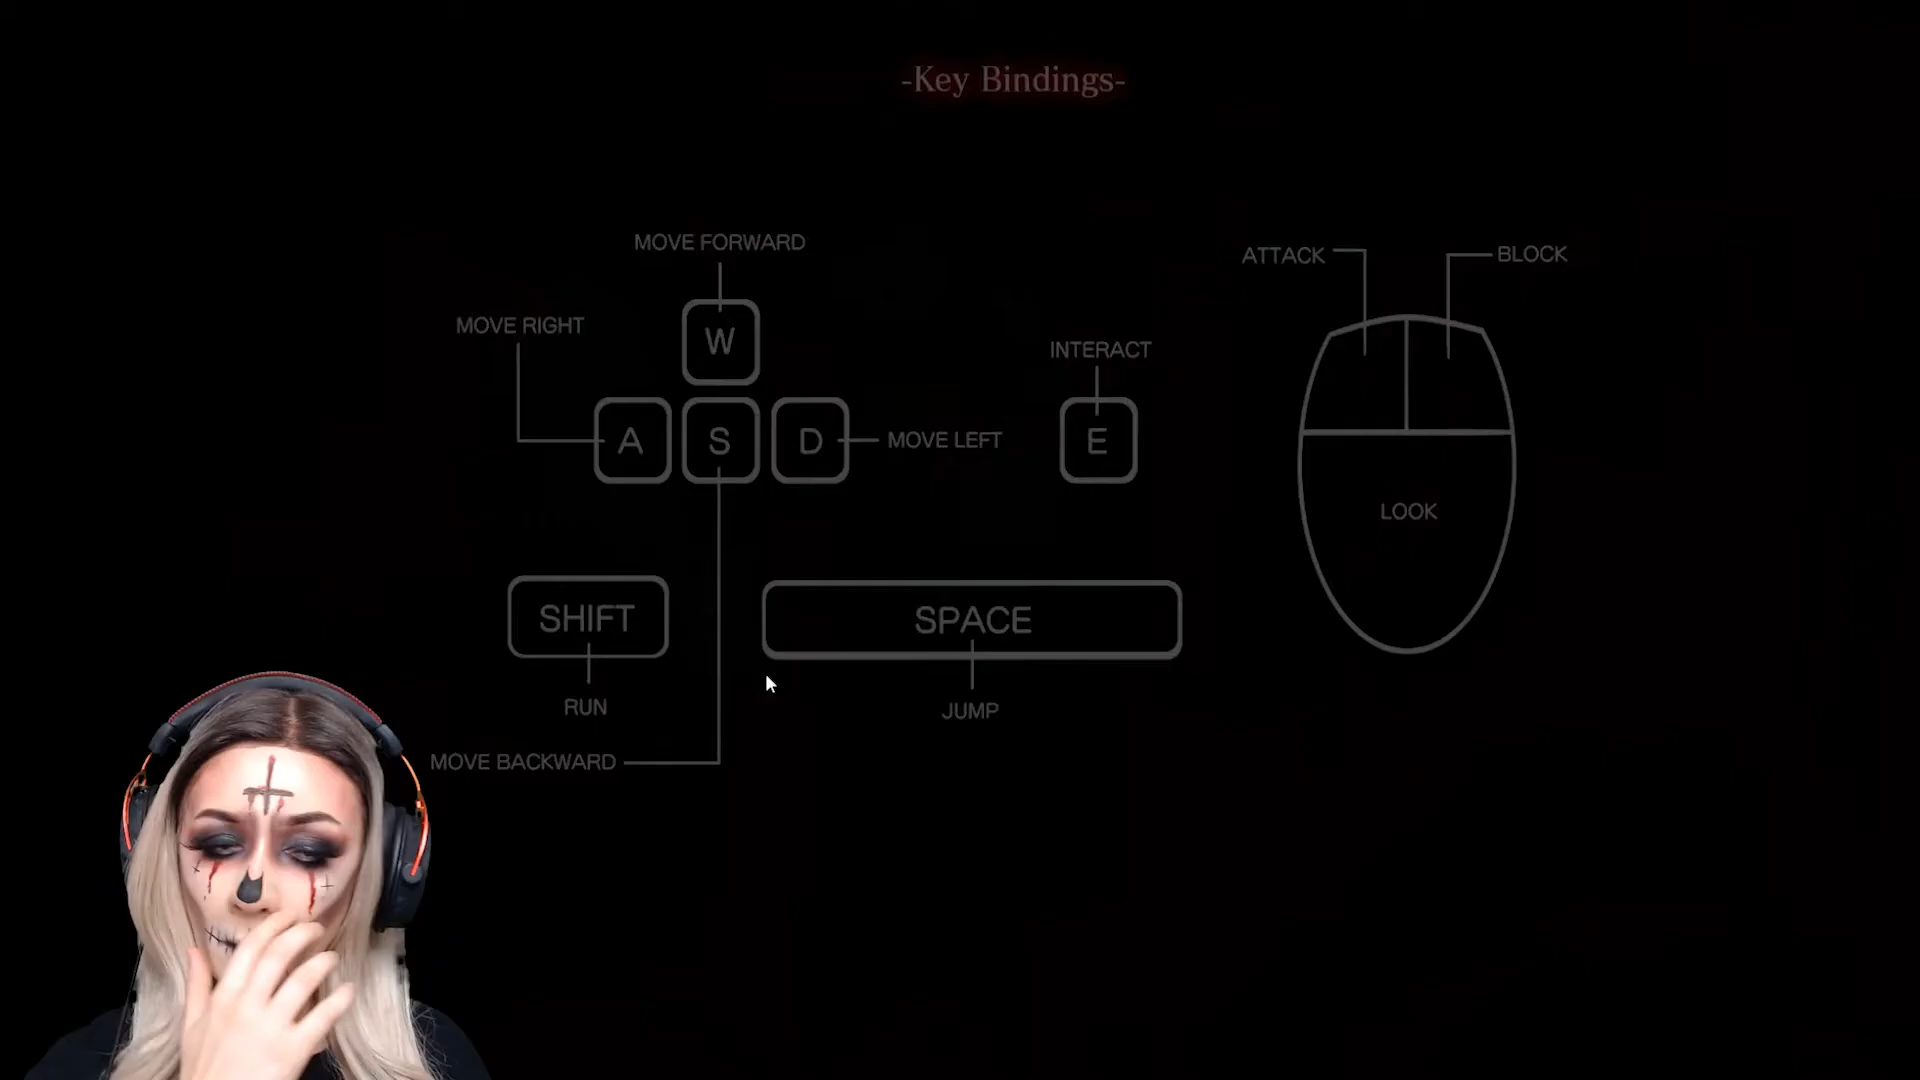 -Key Bindings-
MOVE FORWARD
ATTACK
BLOCK
MOVE RIGHT
W
INTERACT
A
S
D
MOVE LEFT
E
LOOK
SHIFT
SPACE
RUN
JUMP
MOVE BACKWARD